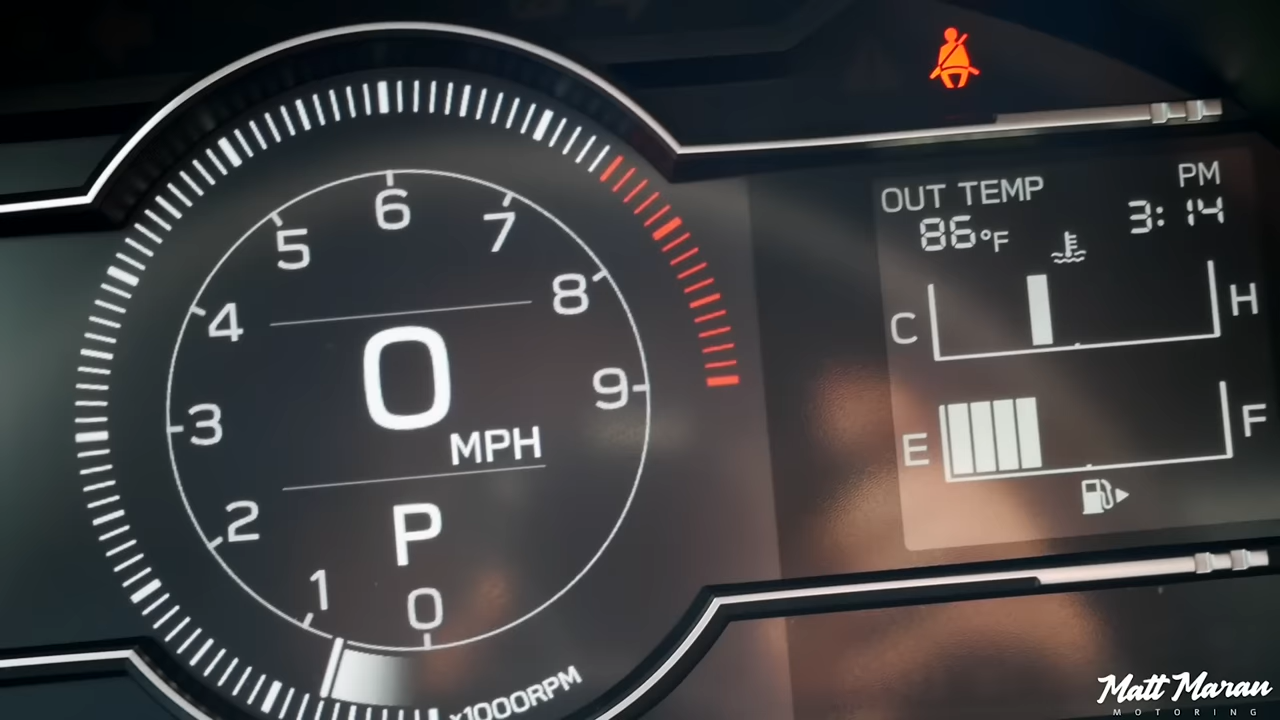 6
5
7
4
8
0
MPH
3
9
2
P
1
0
x1000RPM
OUT TEMP
PM
86°F
3:14
C
H
E
F
Matt Maran
MOTORING